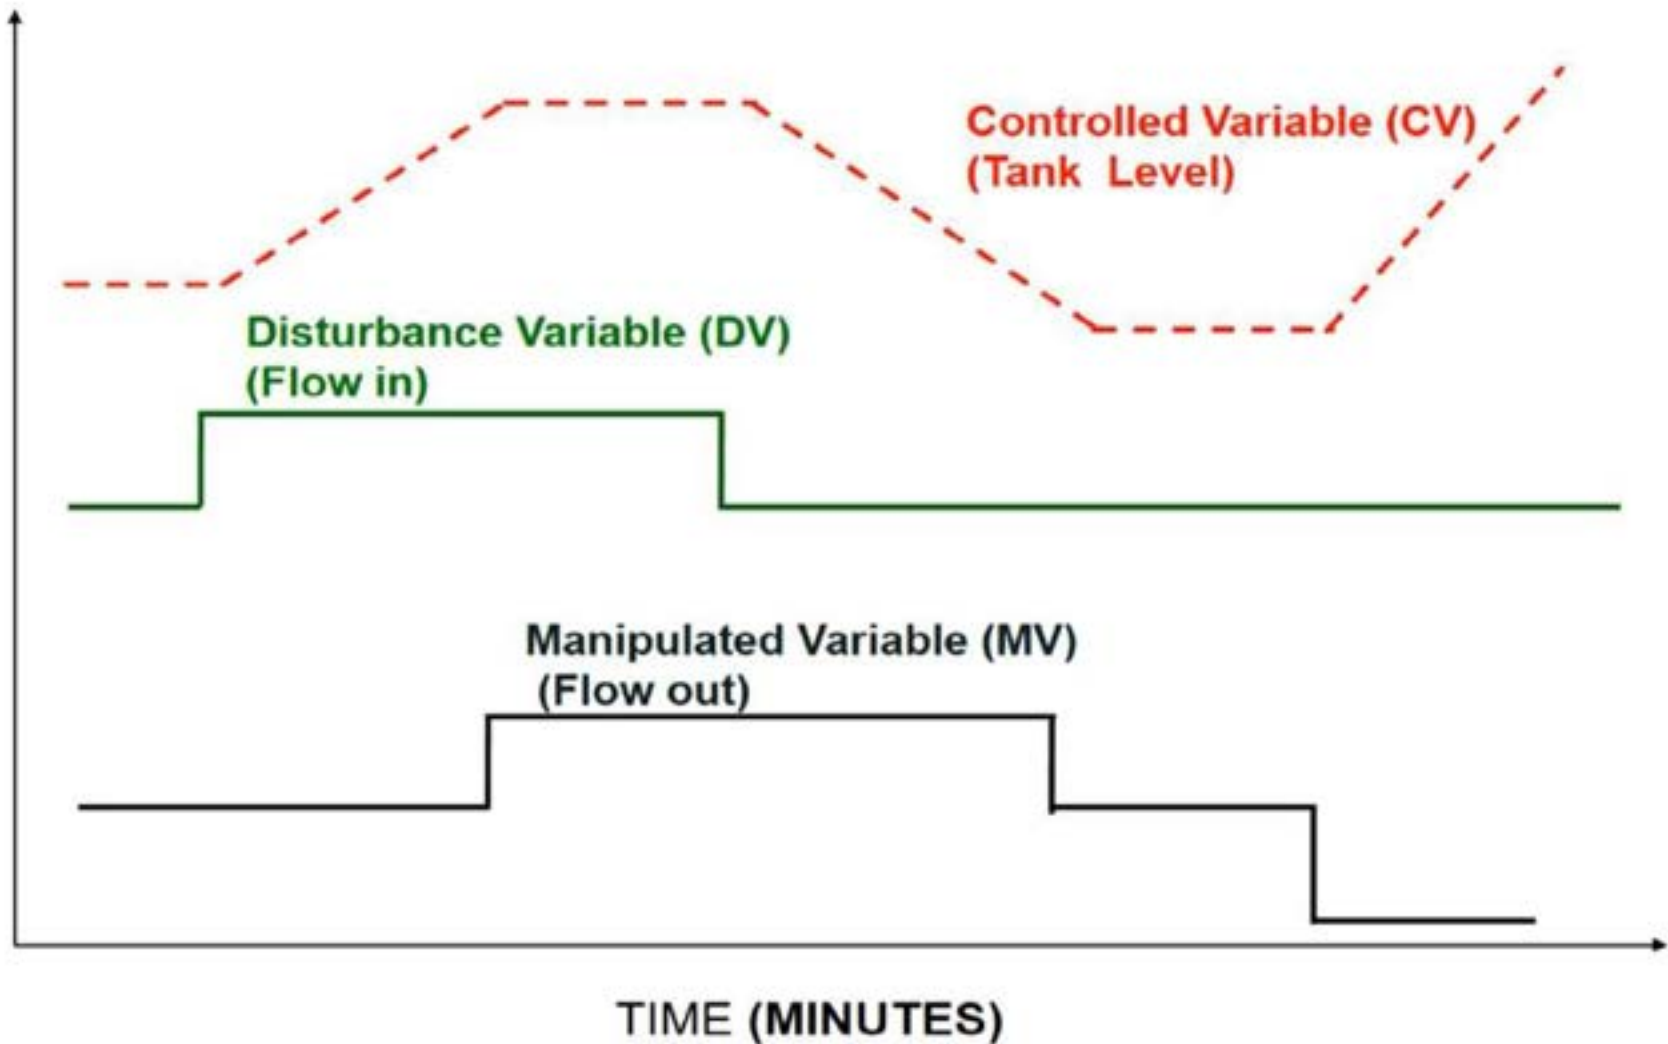 Controlled Variable (CV)
(Tank Level)
Disturbance Variable (DV)
(Flow in)
Manipulated Variable (MV)
(Flow out)
TIME (MINUTES)